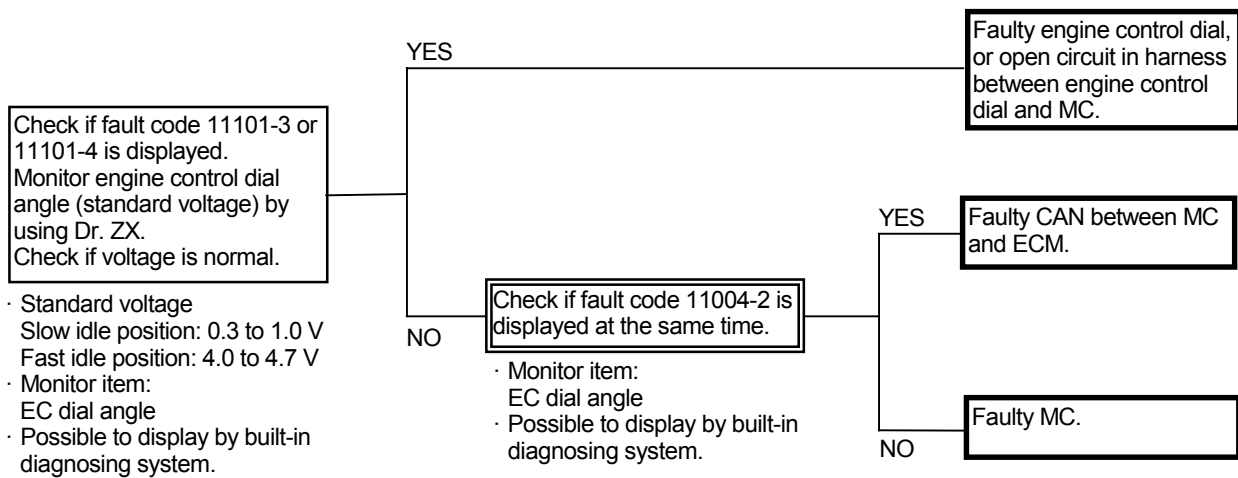 YES
Faulty engine control dial,
or open circuit in harness
between engine control
dial and MC.
Check if fault code 11101-3 or
11101-4 is displayed.
Monitor engine control dial
angle (standard voltage) by
using Dr. ZX.
Check if voltage is normal.
· Standard voltage
Slow idle position: 0.3 to 1.0 V
Fast idle position: 4.0 to 4.7 V
· Monitor item:
EC dial angle
· Possible to display by built-in
diagnosing system.
NO
Check if fault code 11004-2 is
displayed at the same time.
· Monitor item:
EC dial angle
· Possible to display by built-in
diagnosing system.
YES
Faulty CAN between MC
and ECM.
NO
Faulty MC.